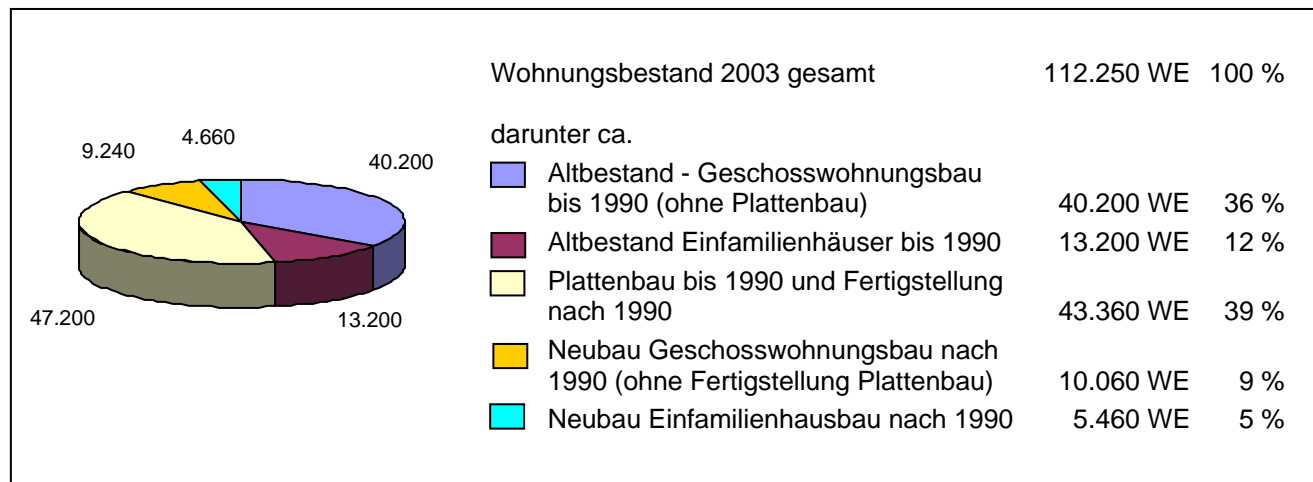 Wohnungsbestand 2003 gesamt 112.250 WE 100 %
darunter ca.
Altbestand - Geschosswohnungsbau
bis 1990 (ohne Plattenbau) 40.200 WE 36 %
Altbestand Einfamilienhäuser bis 1990 13.200 WE 12 %
Plattenbau bis 1990 und Fertigstellung
nach 1990 43.360 WE 39 %
Neubau Geschosswohnungsbau nach
1990 (ohne Fertigstellung Plattenbau) 10.060 WE 9 %
Neubau Einfamilienhausbau nach 1990 5.460 WE 5 %
4.660
9.240
40.200
47.200
13.200